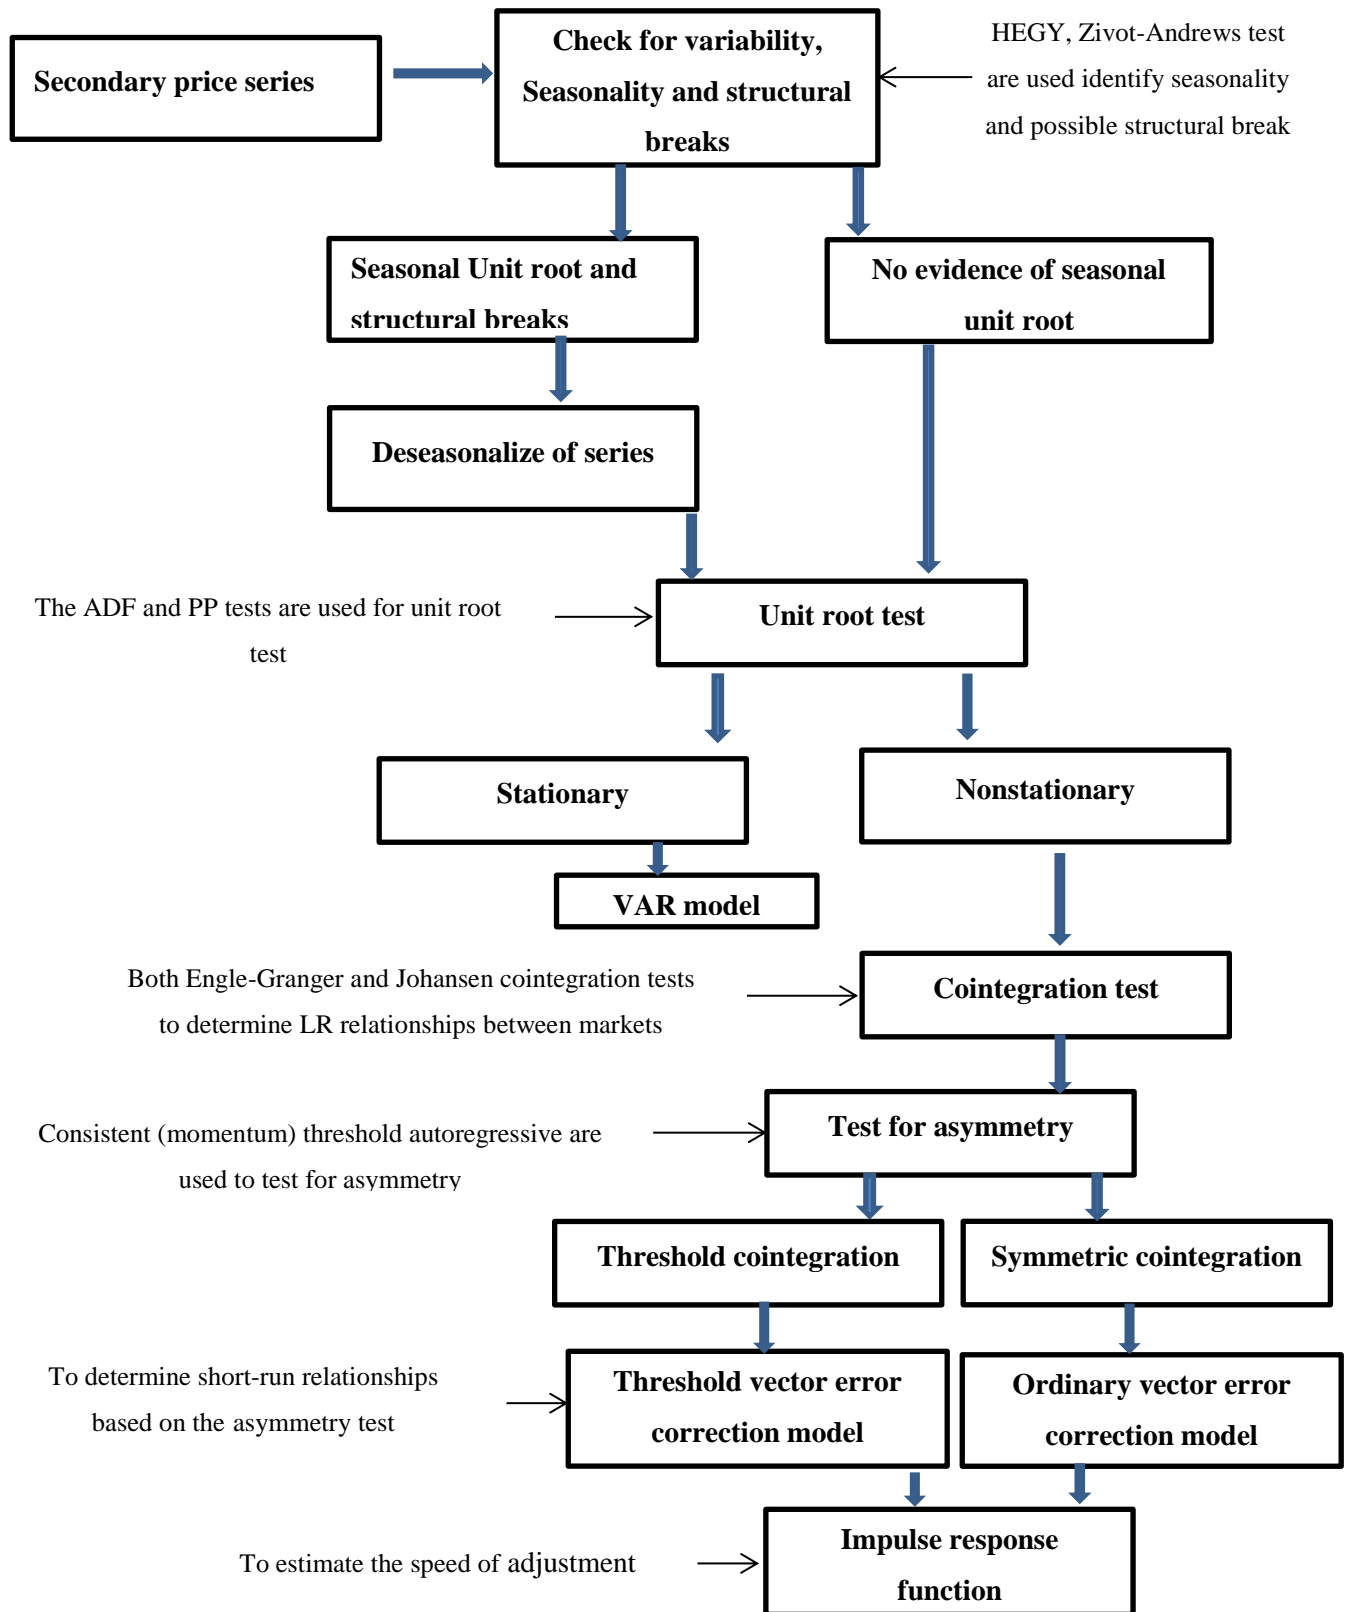 Secondary price series
Check for variability,
Seasonality and structural
breaks
HEGY, Zivot-Andrews test
are used identify seasonality
and possible structural break
Seasonal Unit root and
structural breaks
No evidence of seasonal
unit root
Deseasonalize of series
The ADF and PP tests are used for unit root
test
Unit root test
Stationary
Nonstationary
VAR model
Both Engle-Granger and Johansen cointegration tests
to determine LR relationships between markets
Cointegration test
Consistent (momentum) threshold autoregressive are
used to test for asymmetry
Test for asymmetry
Threshold cointegration
Symmetric cointegration
To determine short-run relationships
based on the asymmetry test
Threshold vector error
correction model
Ordinary vector error
correction model
To estimate the speed of adjustment
Impulse response
function